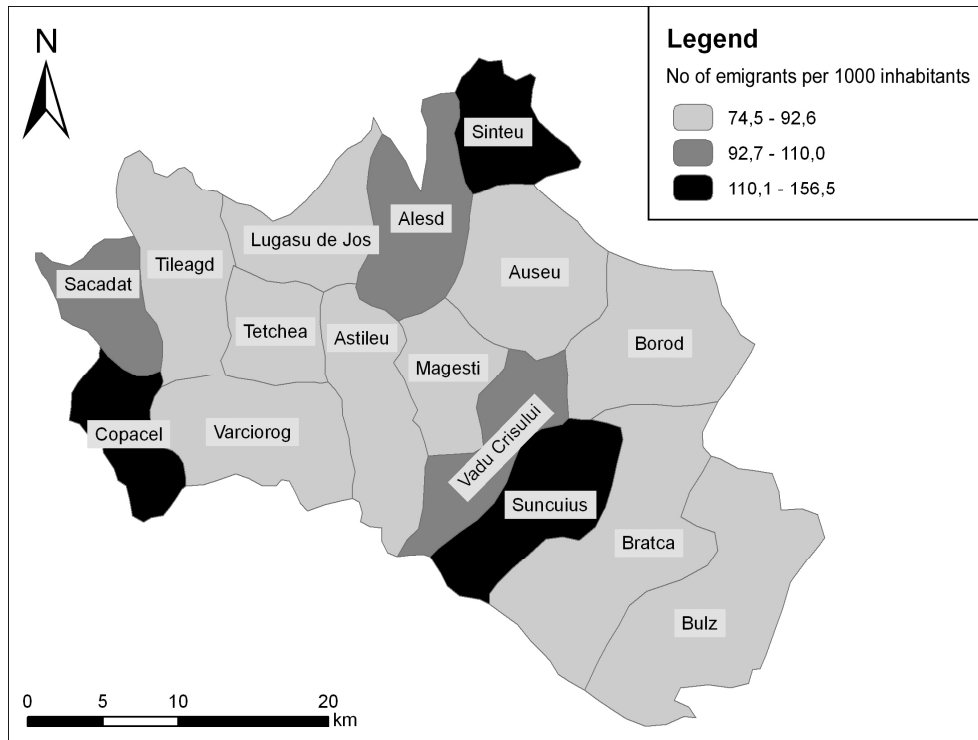 N
Legend
No of emigrants per 1000 inhabitants
74,5 - 92,6
92,7 - 110,0
110,1 - 156,5
Sinteu
Alesd
Lugasu de Jos
Tileagd
Auseu
Sacadat
Tetchea
Astileu
Borod
Magesti
Copacel
Varciorog
Vadu Crisului
Suncuius
Bratca
Bulz
0 5 10 20
km